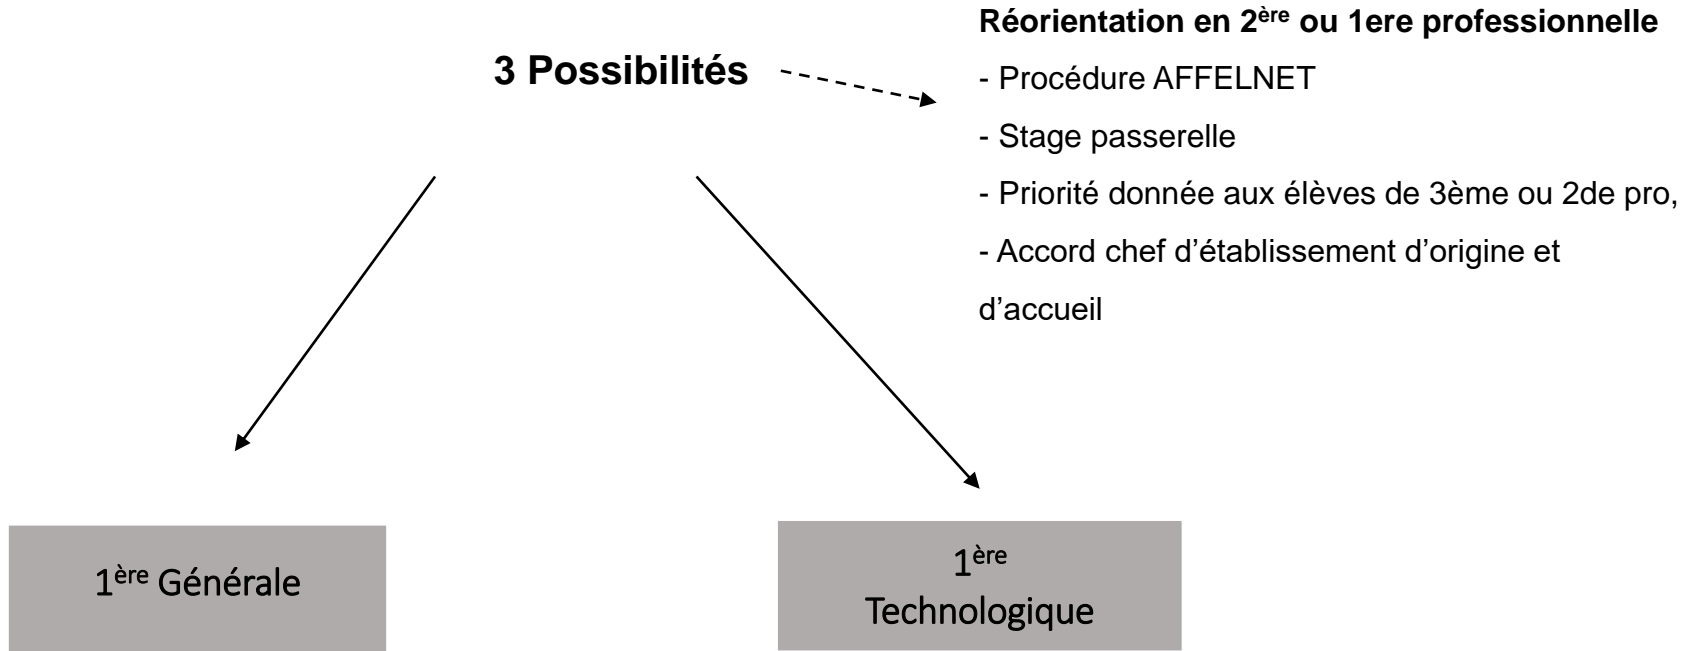 3 Possibilités
Réorientation en 2ère ou 1ere professionnelle
- Procédure AFFELNET
- Stage passerelle
- Priorité donnée aux élèves de 3ème ou 2de pro,
- Accord chef d’établissement d’origine et
d’accueil
1ère Générale
1ère
Technologique